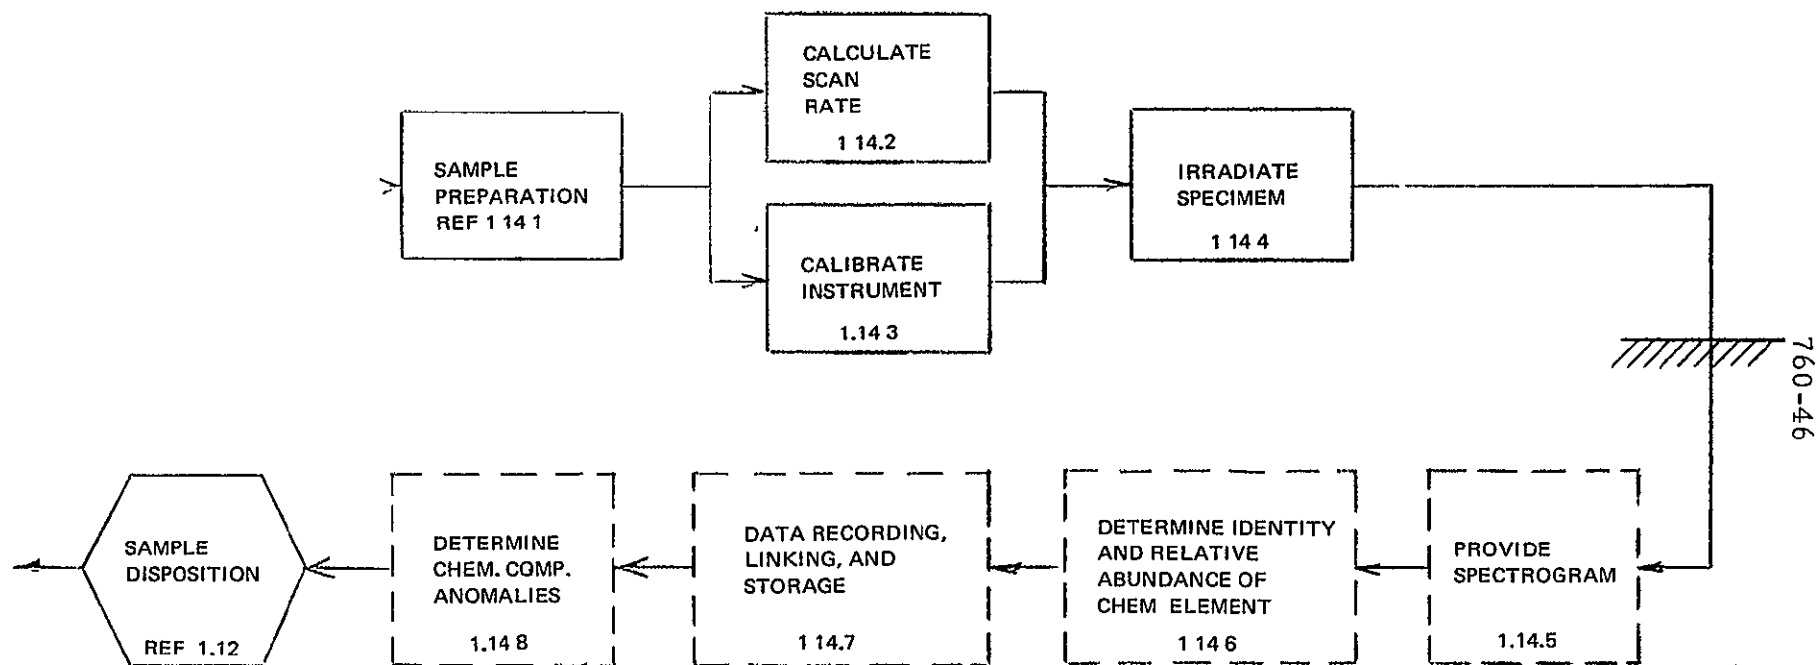 CALCULATE
SCAN
RATE
1 14.2
SAMPLE
PREPARATION
REF 1 14 1
IRRADIATE
SPECIMEM
1 14 4
CALIBRATE
INSTRUMENT
1.14 3
760-46
SAMPLE
DISPOSITION
REF 1.12
DETERMINE
CHEM. COMP.
ANOMALIES
1.14 8
DATA RECORDING,
LINKING, AND
STORAGE
1 14.7
DETERMINE IDENTITY
AND RELATIVE
ABUNDANCE OF
CHEM ELEMENT
1 14 6
PROVIDE
SPECTROGRAM
1.14.5